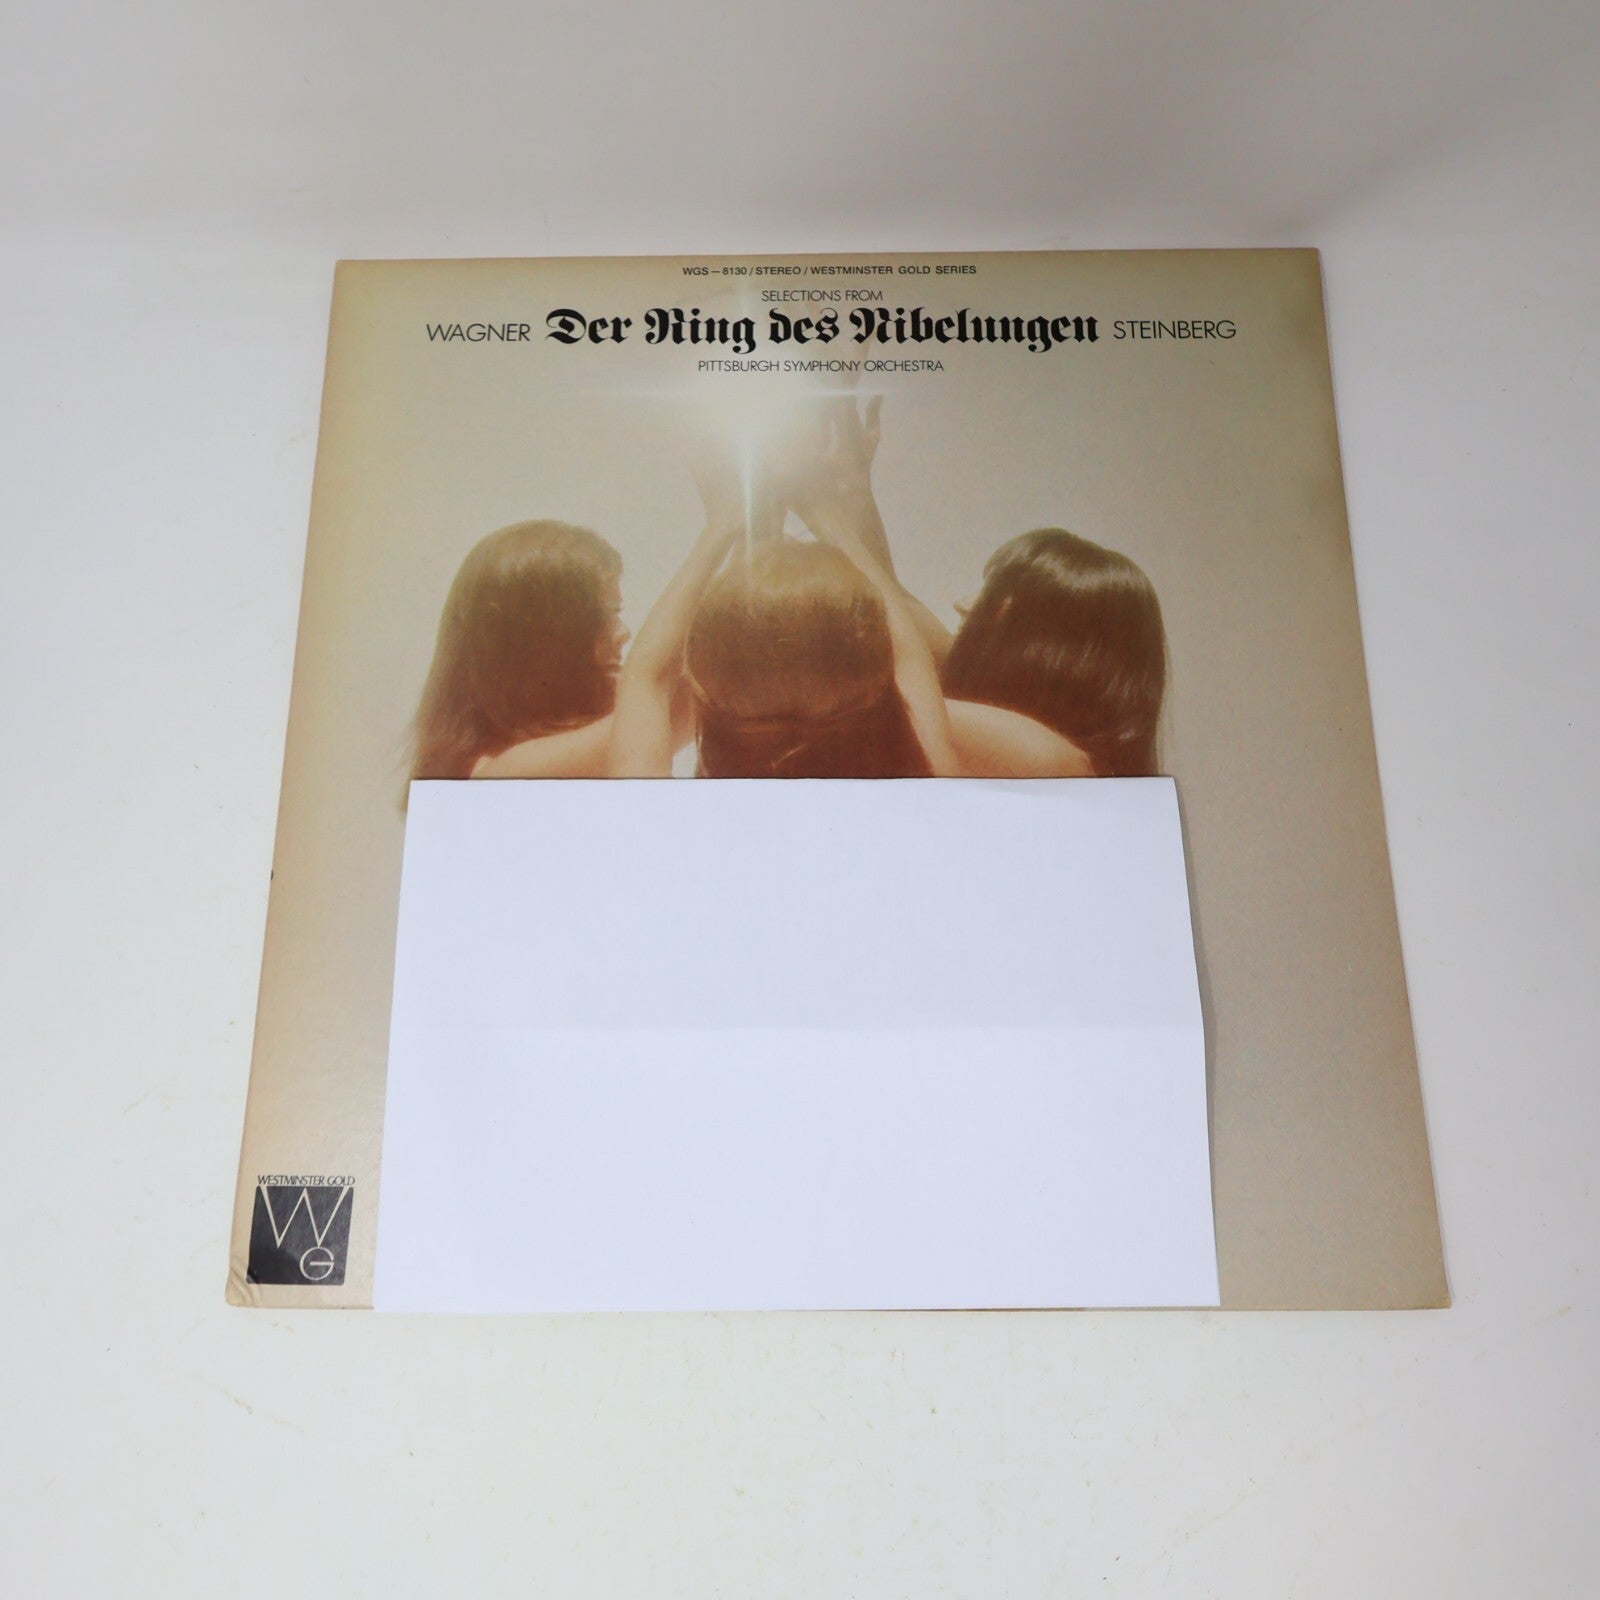 WGS – 8130 / STEREO / WESTMINSTER GOLD SERIES
SELECTIONS FROM
WAGNER Der Ring des Nibelungen STEINBERG
PITTSBURGH SYMPHONY ORCHESTRA
WESTMINSTER GOLD
WG